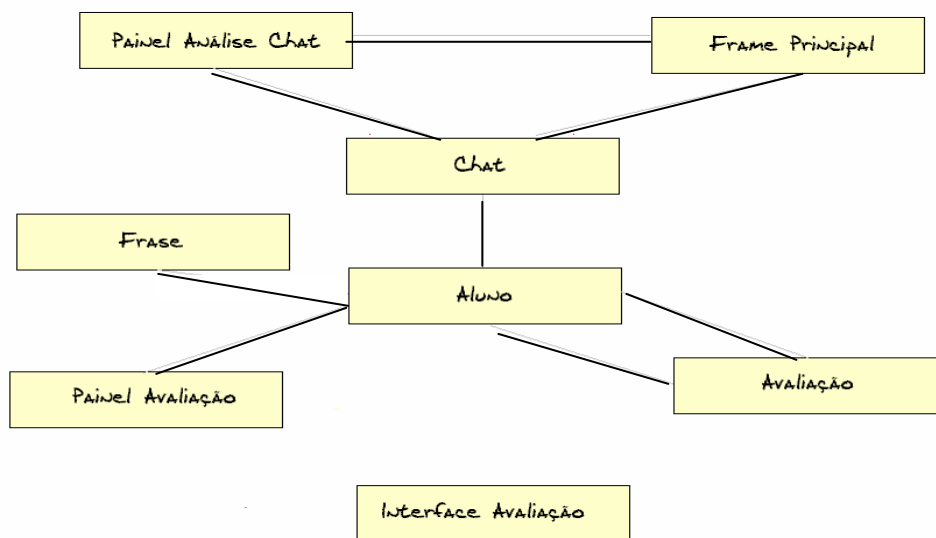 Painel Análise Chat
Frame Principal
Chat
Frase
Aluno
Painel Avaliação
Avaliação
Interface Avaliação